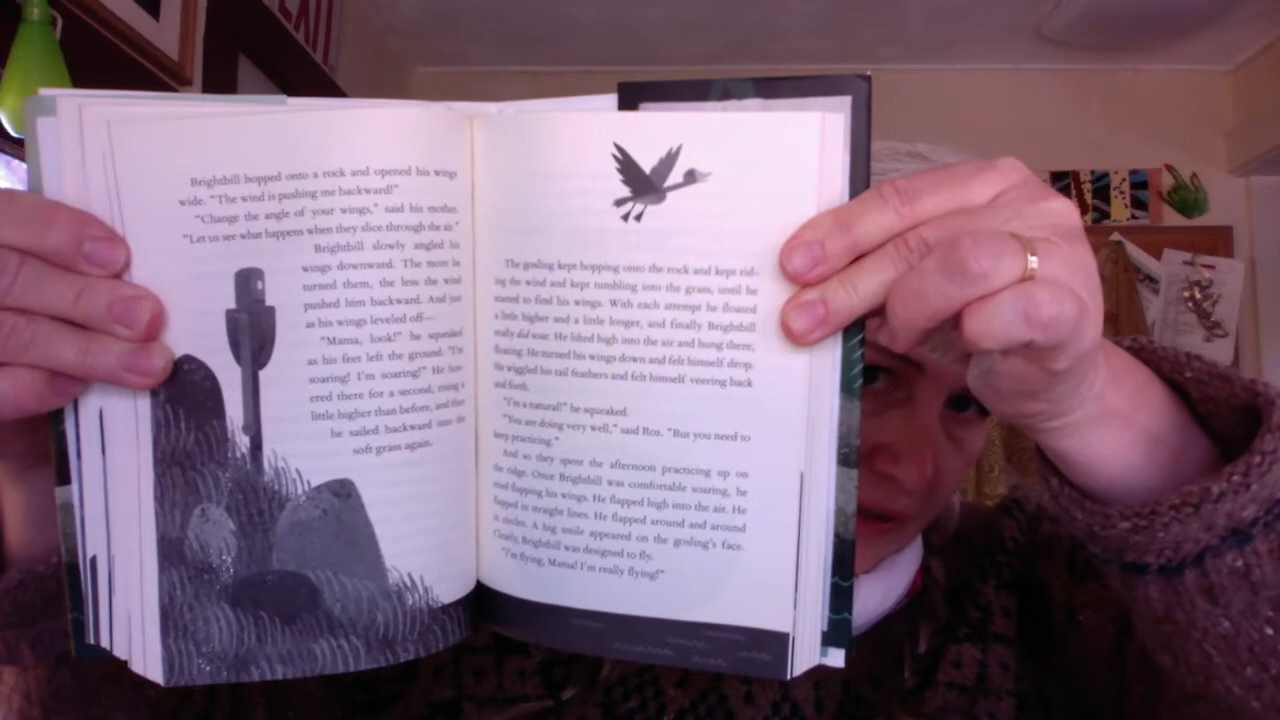 EXIT
Brightbill hopped onto a rock and opened his wings
wide. "The wind is pushing me backward!"
"Change the angle of your wings," said his mother.
"Let us see what happens when they slice through the air."
Brightbill slowly angled his
wings downward. The more he
turned them, the less the wind
pushed him backward. And just
as his wings leveled off—
"Mama, look!" he squeaked
as his feet left the ground. "I'm
soaring! I'm soaring!" He hov-
ered there for a second, rising a
little higher than before, and then
he sailed backward onto the
soft grass again.
The gosling kept hopping onto the rock and kept rid-
ing the wind and kept tumbling into the grass, until he
started to find his wings. With each attempt he floated
a little higher and a little longer, and finally Brightbill
really did soar. He lifted high into the air and hung there,
floating. He turned his wings down and felt himself drop.
He wiggled his tail feathers and felt himself veering back
and forth.
"I'm a natural!" he squeaked.
"You are doing very well," said Roz. "But you need to
keep practicing."
And so they spent the afternoon practicing up on
the ridge. Once Brightbill was comfortable soaring, he
tried flapping his wings. He flapped high into the air. He
flapped in straight lines. He flapped around and around
in circles. A big smile appeared on the gosling's face.
Clearly, Brightbill was designed to fly.
"I'm flying, Mama! I'm really flying!"